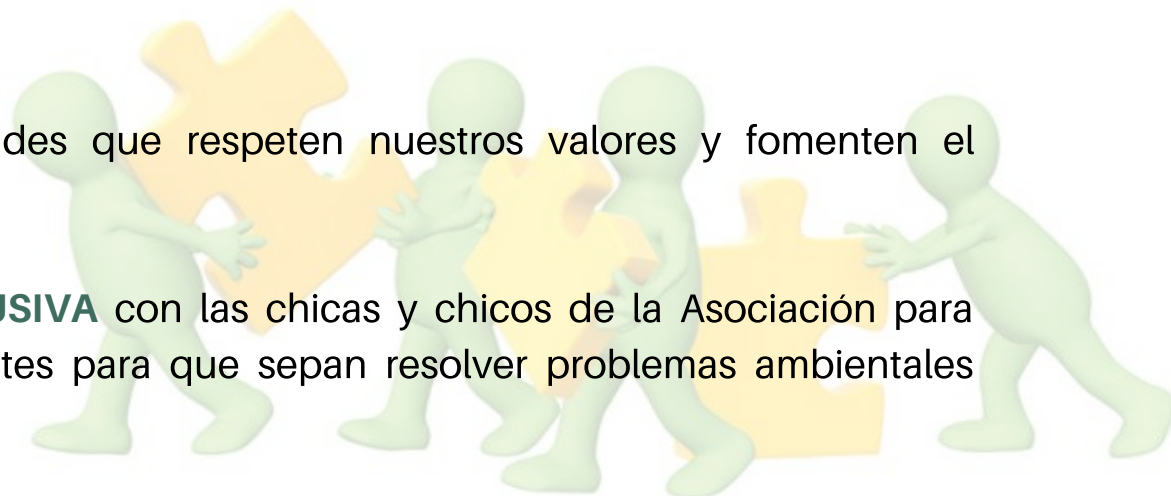 des que respeten nuestros valores y fomenten el
USIVA con las chicas y chicos de la Asociación para
tes para que sepan resolver problemas ambientales